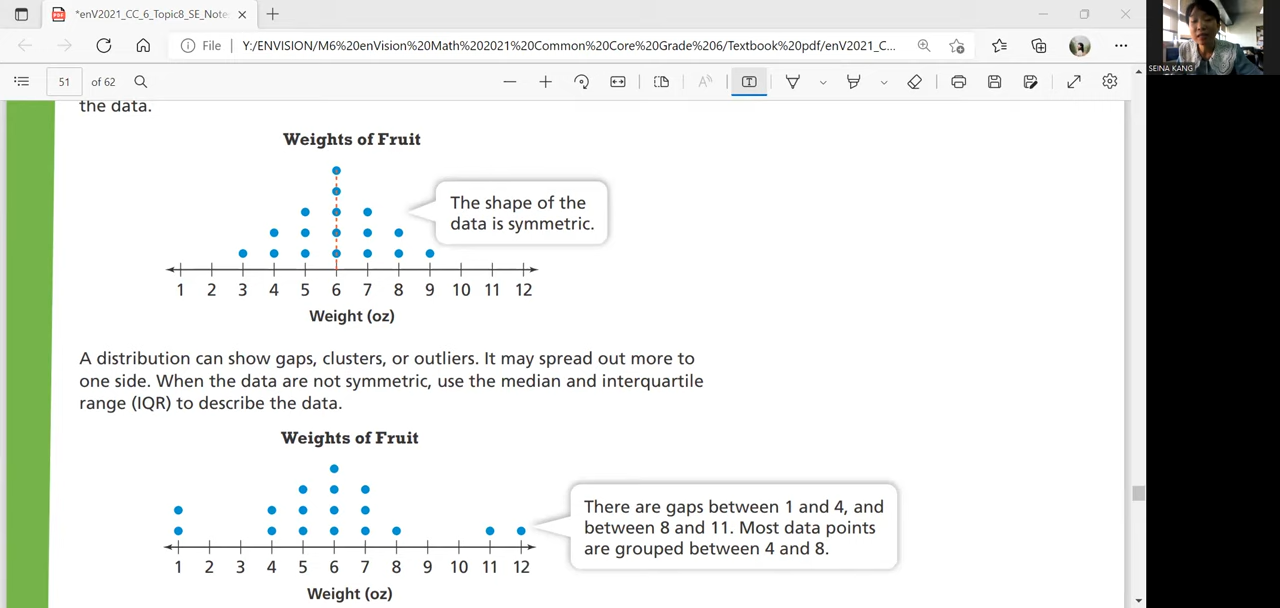 *enV2021_CC_6_Topic8_SE_Note
File
Y:/ENVISION/M6%20enVision%20Math%202021%20Common%20Core%20Grade%206/Textbook%20pdf/enV2021_C...
SEINA KANG
51 of 62
the data.
Weights of Fruit
The shape of the
data is symmetric.
1 2 3 4 5 6 7 8 9 10 11 12
Weight (oz)
A distribution can show gaps, clusters, or outliers. It may spread out more to
one side. When the data are not symmetric, use the median and interquartile
range (IQR) to describe the data.
Weights of Fruit
There are gaps between 1 and 4, and
between 8 and 11. Most data points
are grouped between 4 and 8.
1 2 3 4 5 6 7 8 9 10 11 12
Weight (oz)